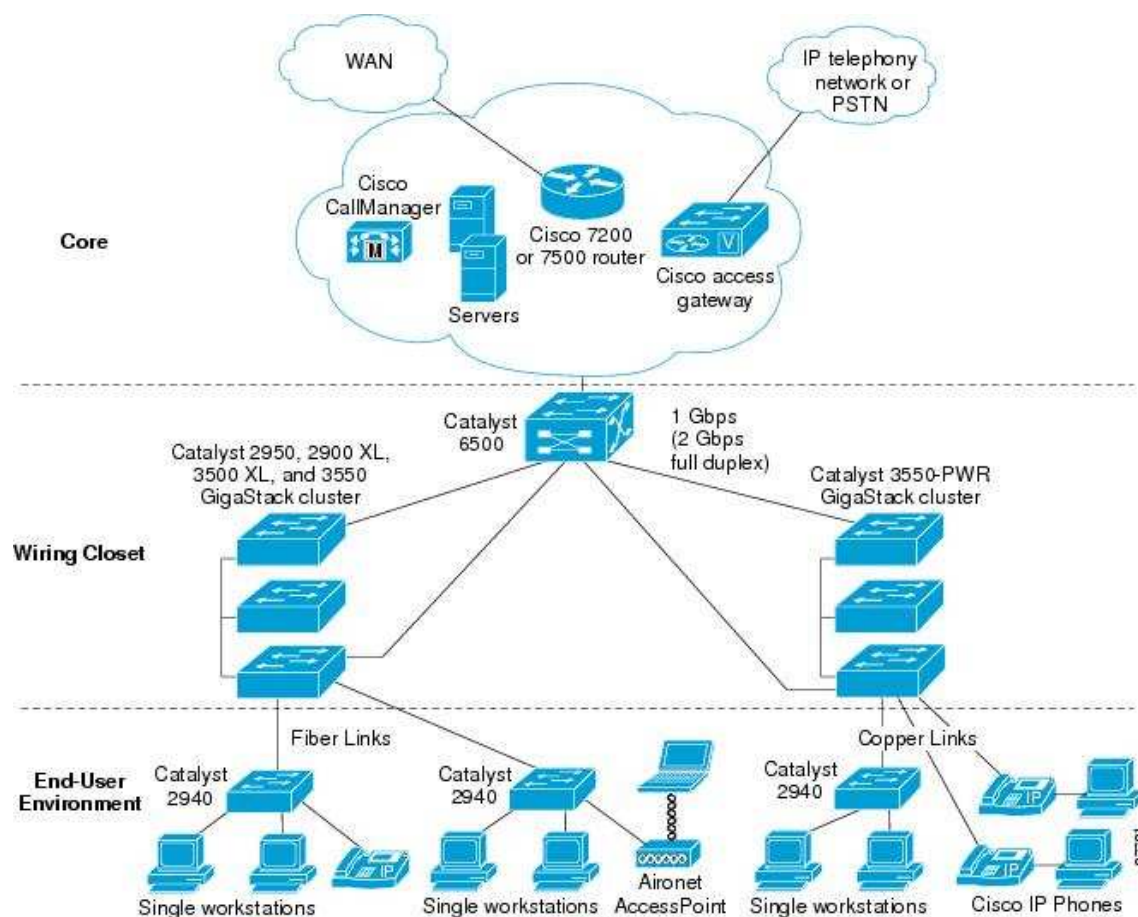 WAN
IP telephony
network or
PSTN
Cisco
CallManager
M
Servers
Cisco 7200
or 7500 router
V
Cisco access
gateway
Core
Catalyst
6500
1 Gbps
(2 Gbps
full duplex)
Catalyst 2950, 2900 XL,
3500 XL, and 3550
GigaStack cluster
Catalyst 3550-PWR
GigaStack cluster
Wiring Closet
Fiber Links
Copper Links
End-User
Environment
Catalyst
2940
Catalyst
2940
Catalyst
2940
IP
IP
IP
Single workstations
Single workstations
Aironet
AccessPoint
Single workstations
Cisco IP Phones